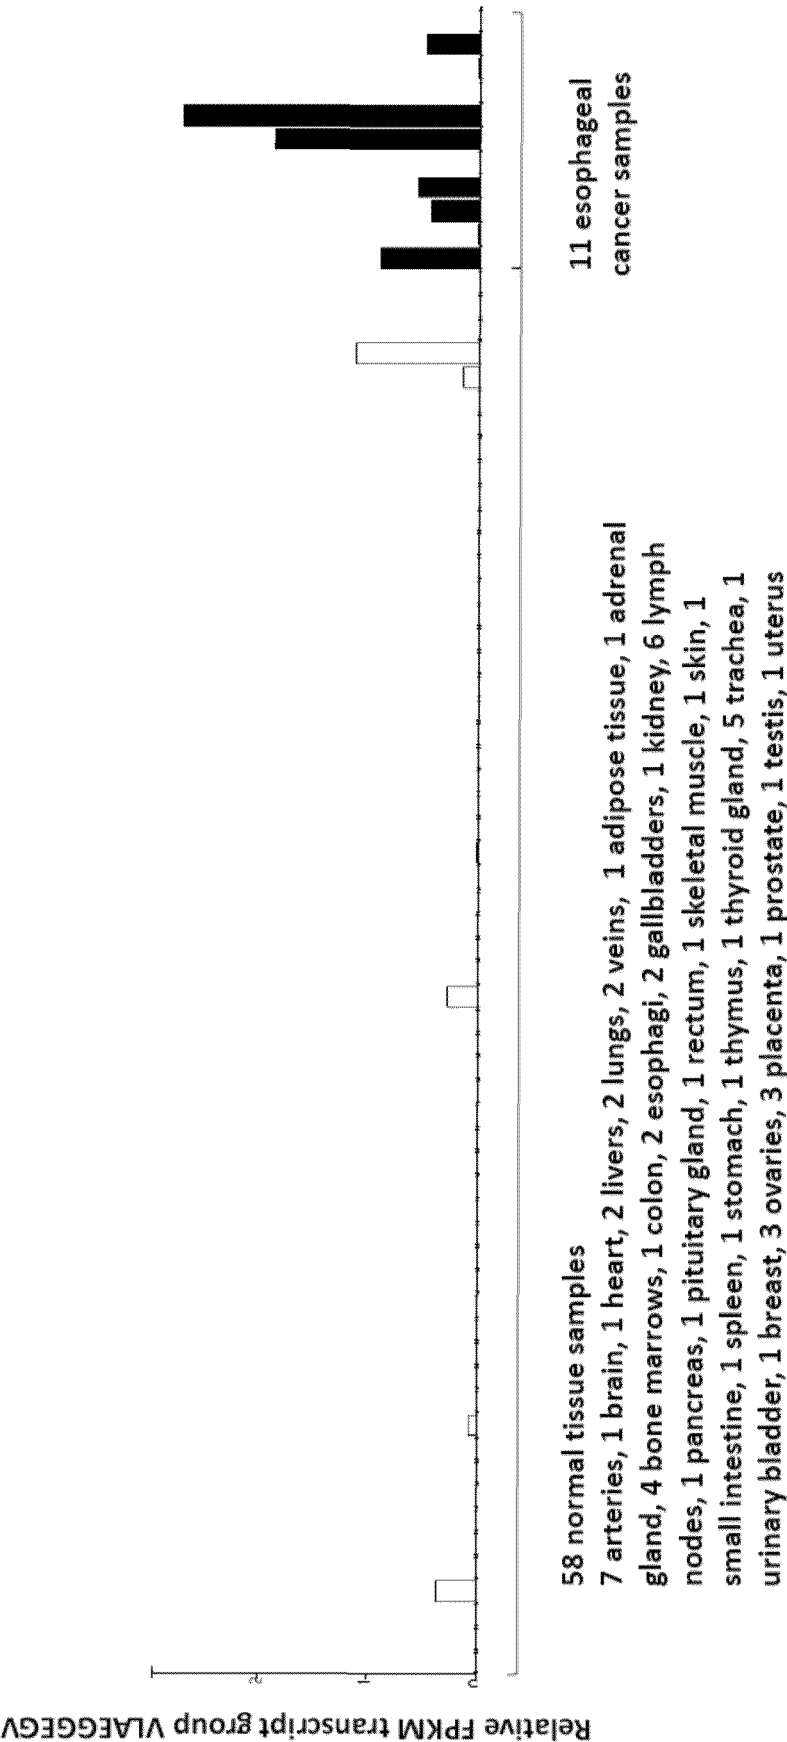 Relative FPKM transcript group VLAEGGEGV
0
1
2
58 normal tissue samples
7 arteries, 1 brain, 1 heart, 2 livers, 2 lungs, 2 veins, 1 adipose tissue, 1 adrenal
gland, 4 bone marrows, 1 colon, 2 esophagi, 2 gallbladders, 1 kidney, 6 lymph
nodes, 1 pancreas, 1 pituitary gland, 1 rectum, 1 skeletal muscle, 1 skin, 1
small intestine, 1 spleen, 1 stomach, 1 thymus, 1 thyroid gland, 5 trachea, 1
urinary bladder, 1 breast, 3 ovaries, 3 placenta, 1 prostate, 1 testis, 1 uterus
11 esophageal
cancer samples